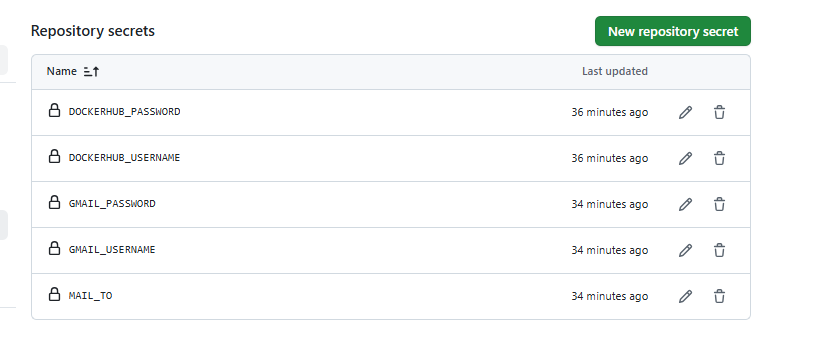 Repository secrets
New repository secret
Name
Last updated
DOCKERHUB_PASSWORD 36 minutes ago
DOCKERHUB_USERNAME 36 minutes ago
GMAIL_PASSWORD 34 minutes ago
GMAIL_USERNAME 34 minutes ago
MAIL_TO 34 minutes ago